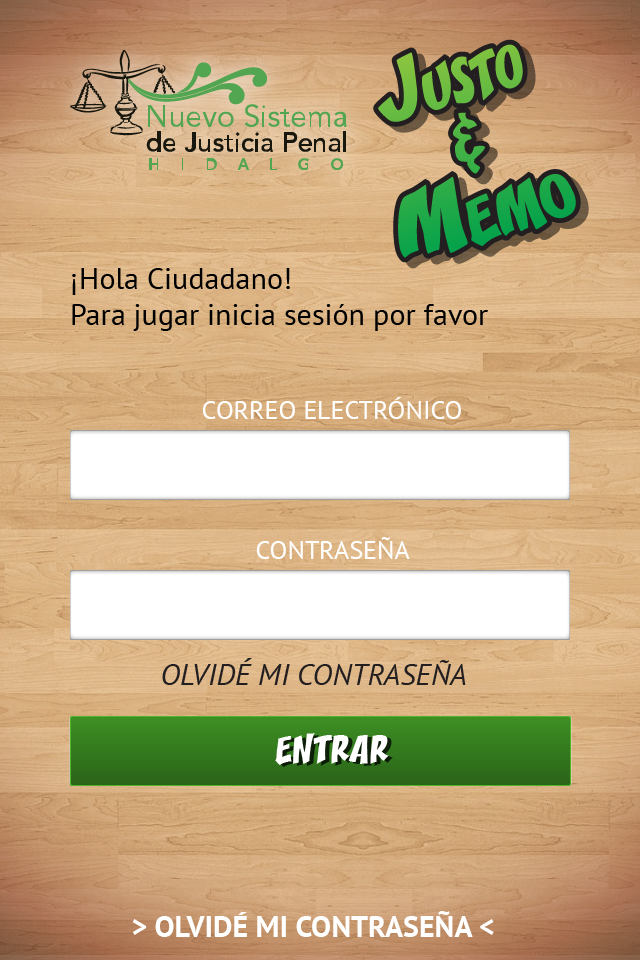 Nuevo Sistema
de Justicia Penal
HIDALGO
JUSTO
&
MEMO
¡Hola Ciudadano!
Para jugar inicia sesión por favor
CORREO ELECTRÓNICO
CONTRASEÑA
OLVIDÉ MI CONTRASEÑA
ENTRAR
> OLVIDÉ MI CONTRASEÑA <